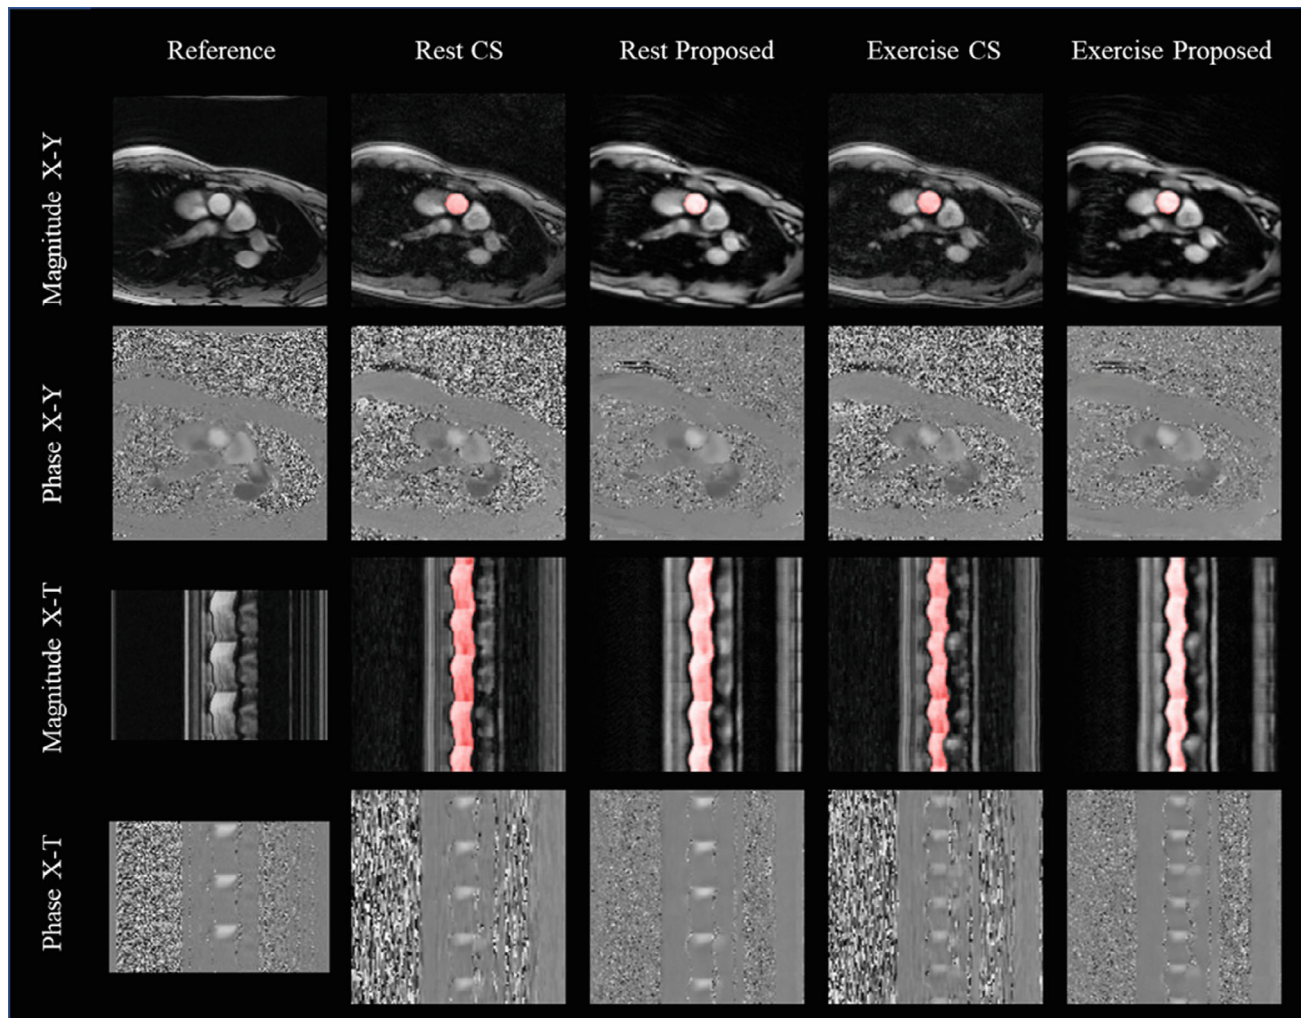 Reference
Rest CS
Rest Proposed
Exercise CS
Exercise Proposed
Magnitude X-Y
Phase X-Y
Magnitude X-T
Phase X-T